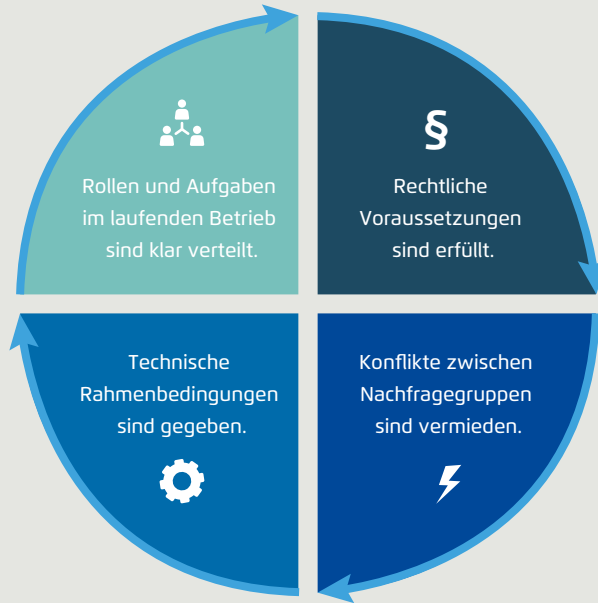 Rollen und Aufgaben
im laufenden Betrieb
sind klar verteilt.
§
Rechtliche
Voraussetzungen
sind erfüllt.
Technische
Rahmenbedingungen
sind gegeben.
Konflikte zwischen
Nachfragegruppen
sind vermieden.